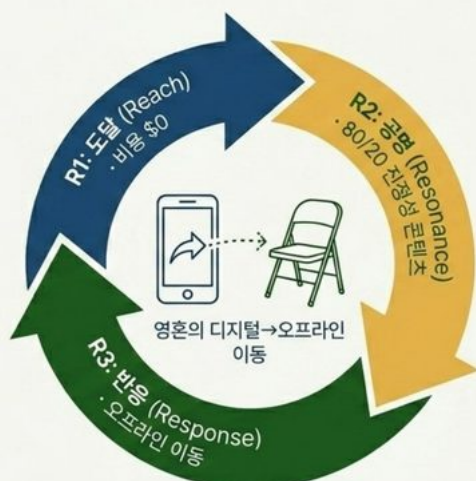 R1: 도달 (Reach)
· 비용 $0
R2: 공명 (Resonance)
· 80/20 진정성 콘텐츠
영혼의 디지털→오프라인
이동
R3: 반응 (Response)
· 오프라인 이동